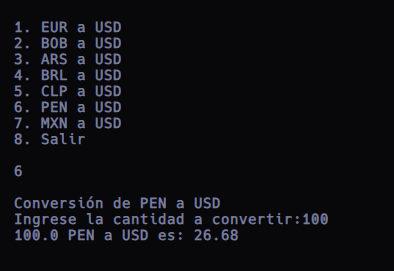 1. EUR a USD
2. BOB a USD
3. ARS a USD
4. BRL a USD
5. CLP a USD
6. PEN a USD
7. MXN a USD
8. Salir
6
Conversión de PEN a USD
Ingrese la cantidad a convertir:100
100.0 PEN a USD es: 26.68